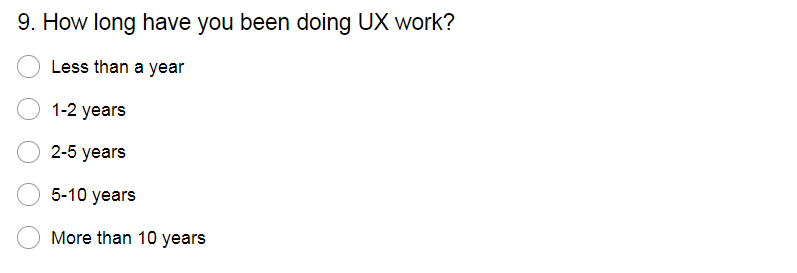 9. How long have you been doing UX work?
Less than a year
1-2 years
2-5 years
5-10 years
More than 10 years